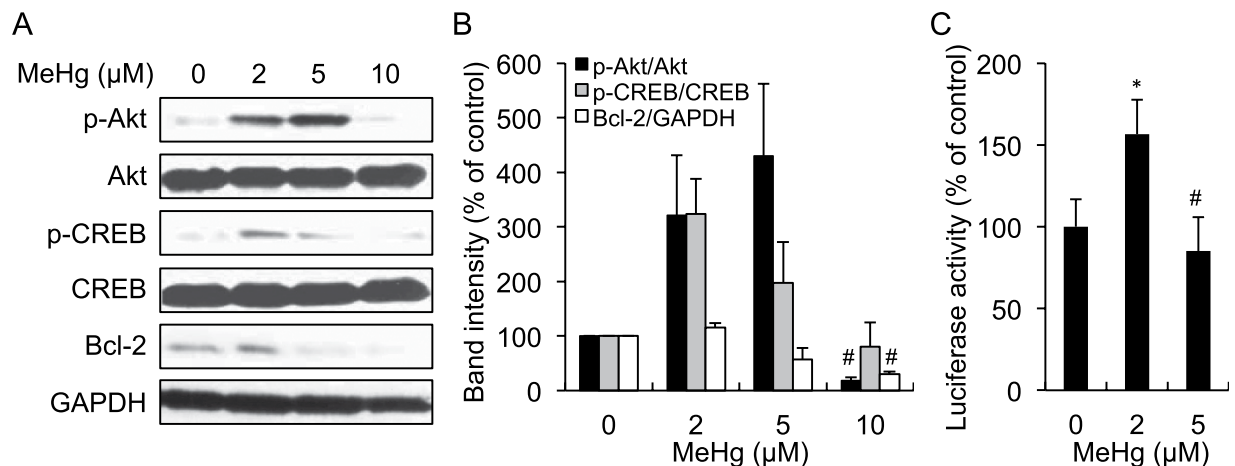 A
MeHg (µM) 0 2 5 10
p-Akt
Akt
p-CREB
CREB
Bcl-2
GAPDH
B
Band intensity (% of control)
600
500
400
300
200
100
0
p-Akt/Akt
p-CREB/CREB
Bcl-2/GAPDH
# #
0 2 5 10
MeHg (µM)
C
Luciferase activity (% of control)
200
150
100
50
0
*
#
0 2 5
MeHg (µM)